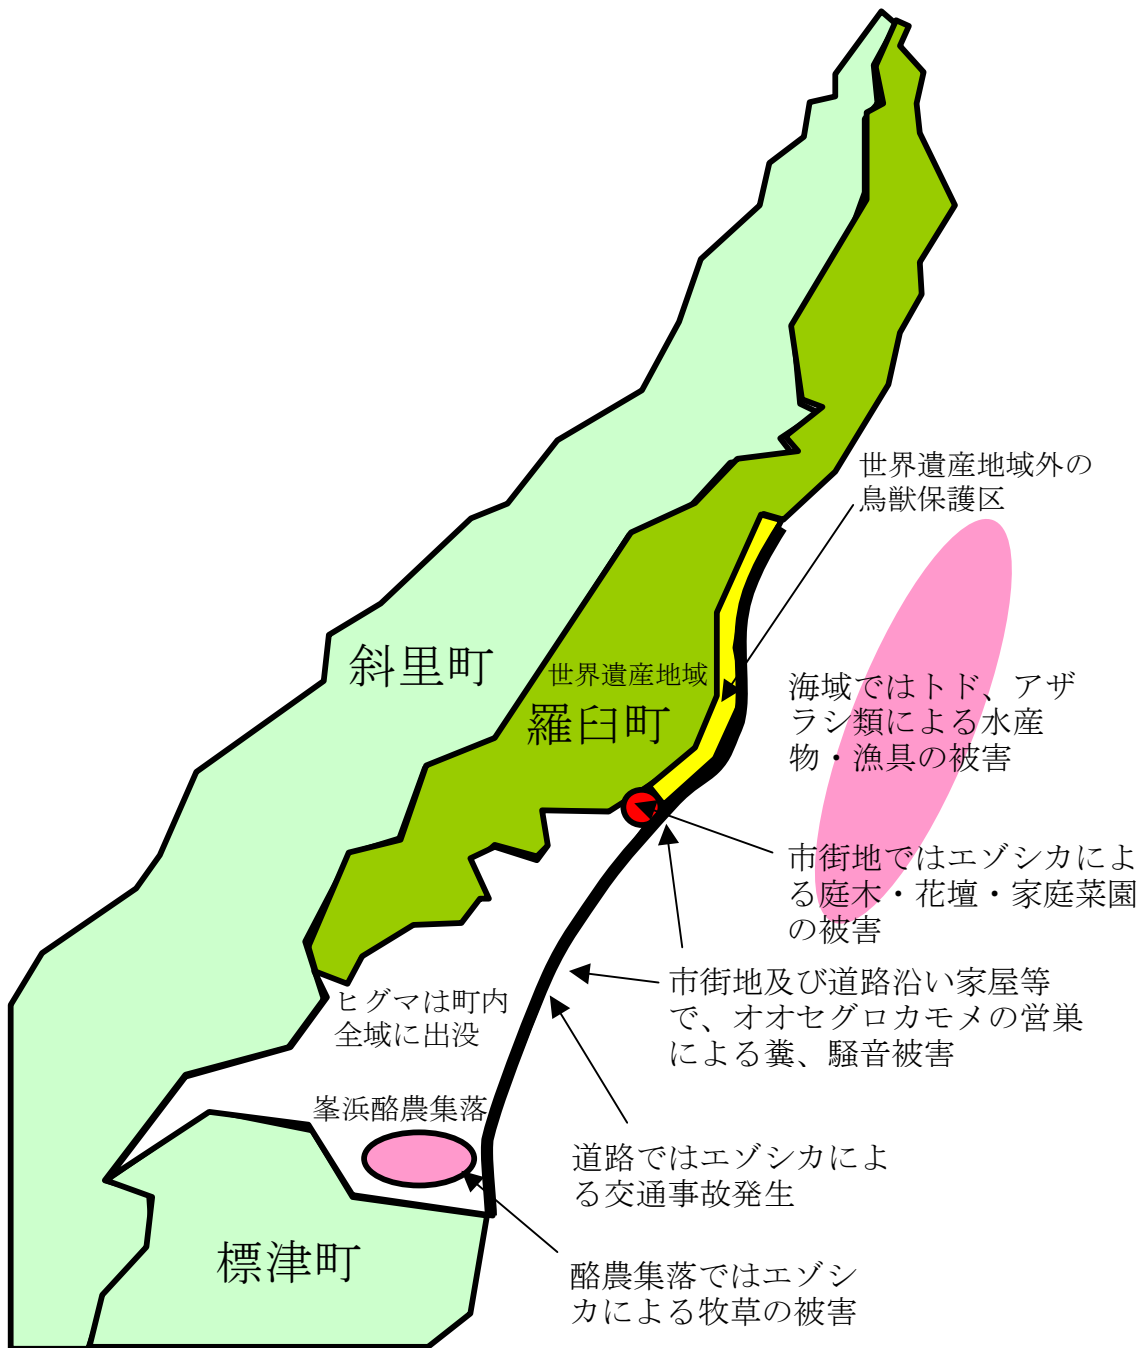 世界遺産地域外の
鳥獣保護区
斜里町
世界遺産地域
羅臼町
海域ではトド、アザ
ラシ類による水産
物・漁具の被害
市街地ではエゾシカによ
る庭木・花壇・家庭菜園
の被害
市街地及び道路沿い家屋等
で、オオセグロカモメの営巣
による糞、騒音被害
ヒグマは町内
全域に出没
峯浜酪農集落
道路ではエゾシカによ
る交通事故発生
標津町
酪農集落ではエゾシ
カによる牧草の被害